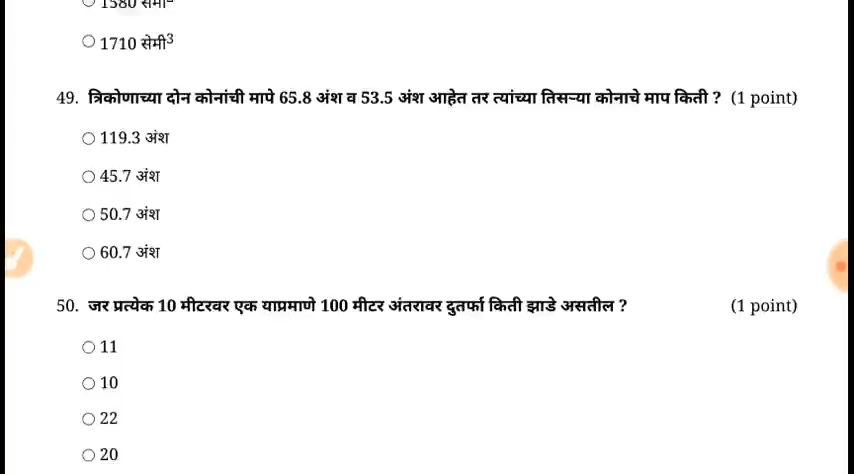 1580 सेमी
1710 सेमी³
49. त्रिकोणाच्या दोन कोनांची मापे 65.8 अंश व 53.5 अंश आहेत तर त्यांच्या तिसऱ्या कोनाचे माप किती ? (1 point)
119.3 अंश
45.7 अंश
50.7 अंश
60.7 अंश
50. जर प्रत्येक 10 मीटरवर एक याप्रमाणे 100 मीटर अंतरावर दुतर्फा किती झाडे असतील ? (1 point)
11
10
22
20